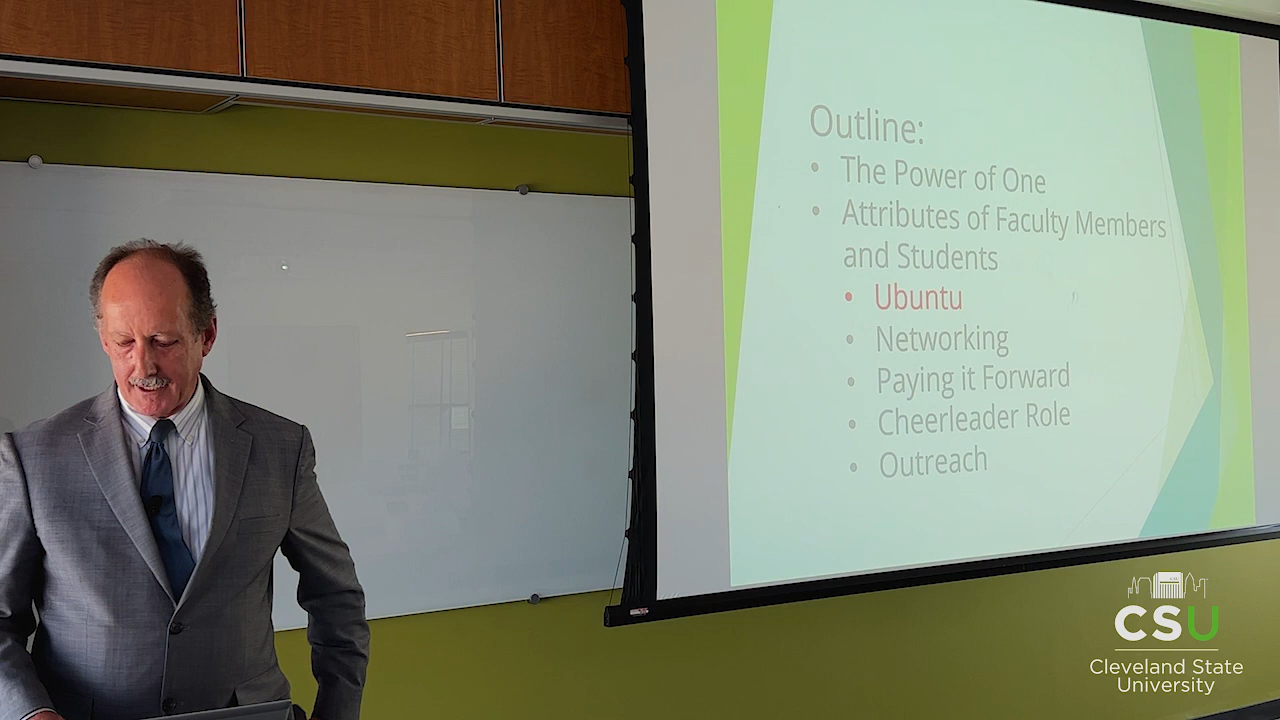 Outline:
• The Power of One
• Attributes of Faculty Members
and Students
• Ubuntu
• Networking
• Paying it Forward
• Cheerleader Role
• Outreach
CSU
Cleveland State
University